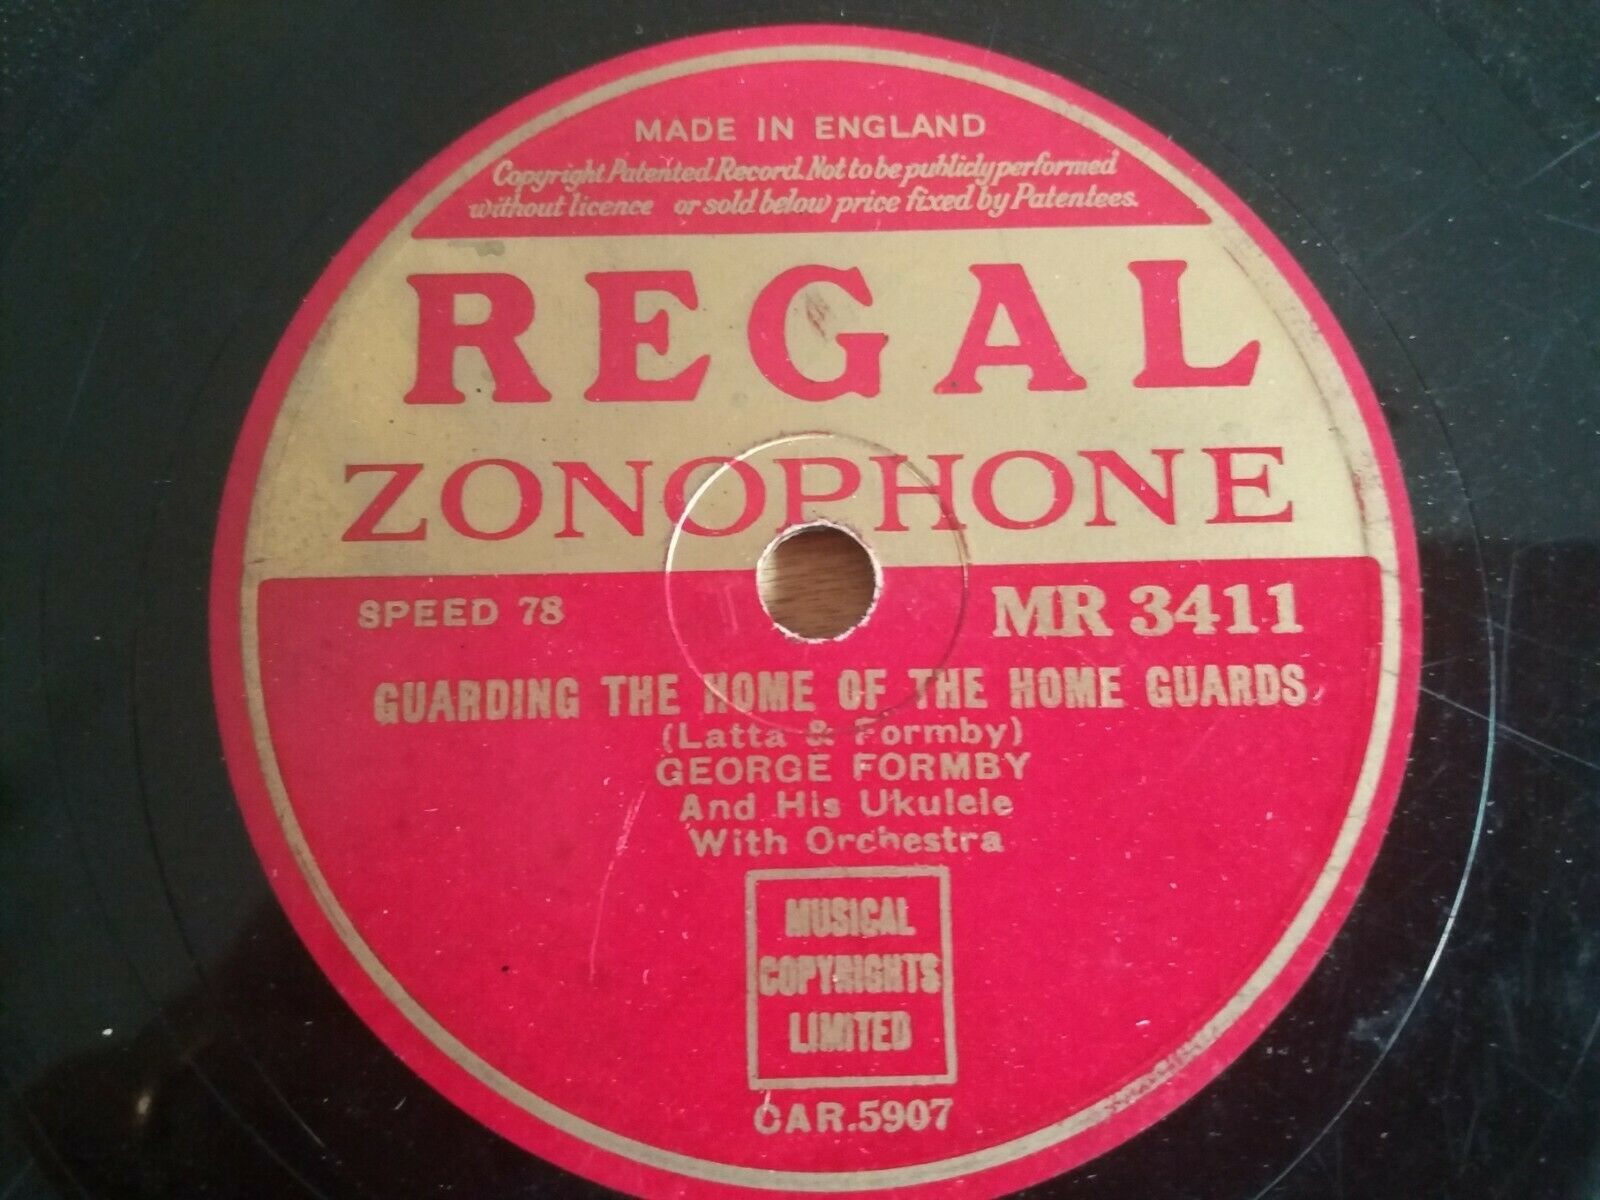 MADE IN ENGLAND
Copyright Patented Record. Not to be publicly performed
without licence or sold below price fixed by Patentees.
REGAL
ZONOPHONE
SPEED 78 MR 3411
GUARDING THE HOME OF THE HOME GUARDS
(Latta & Formby)
GEORGE FORMBY
And His Ukulele
With Orchestra
MUSICAL
COPYRIGHTS
LIMITED
CAR.5907